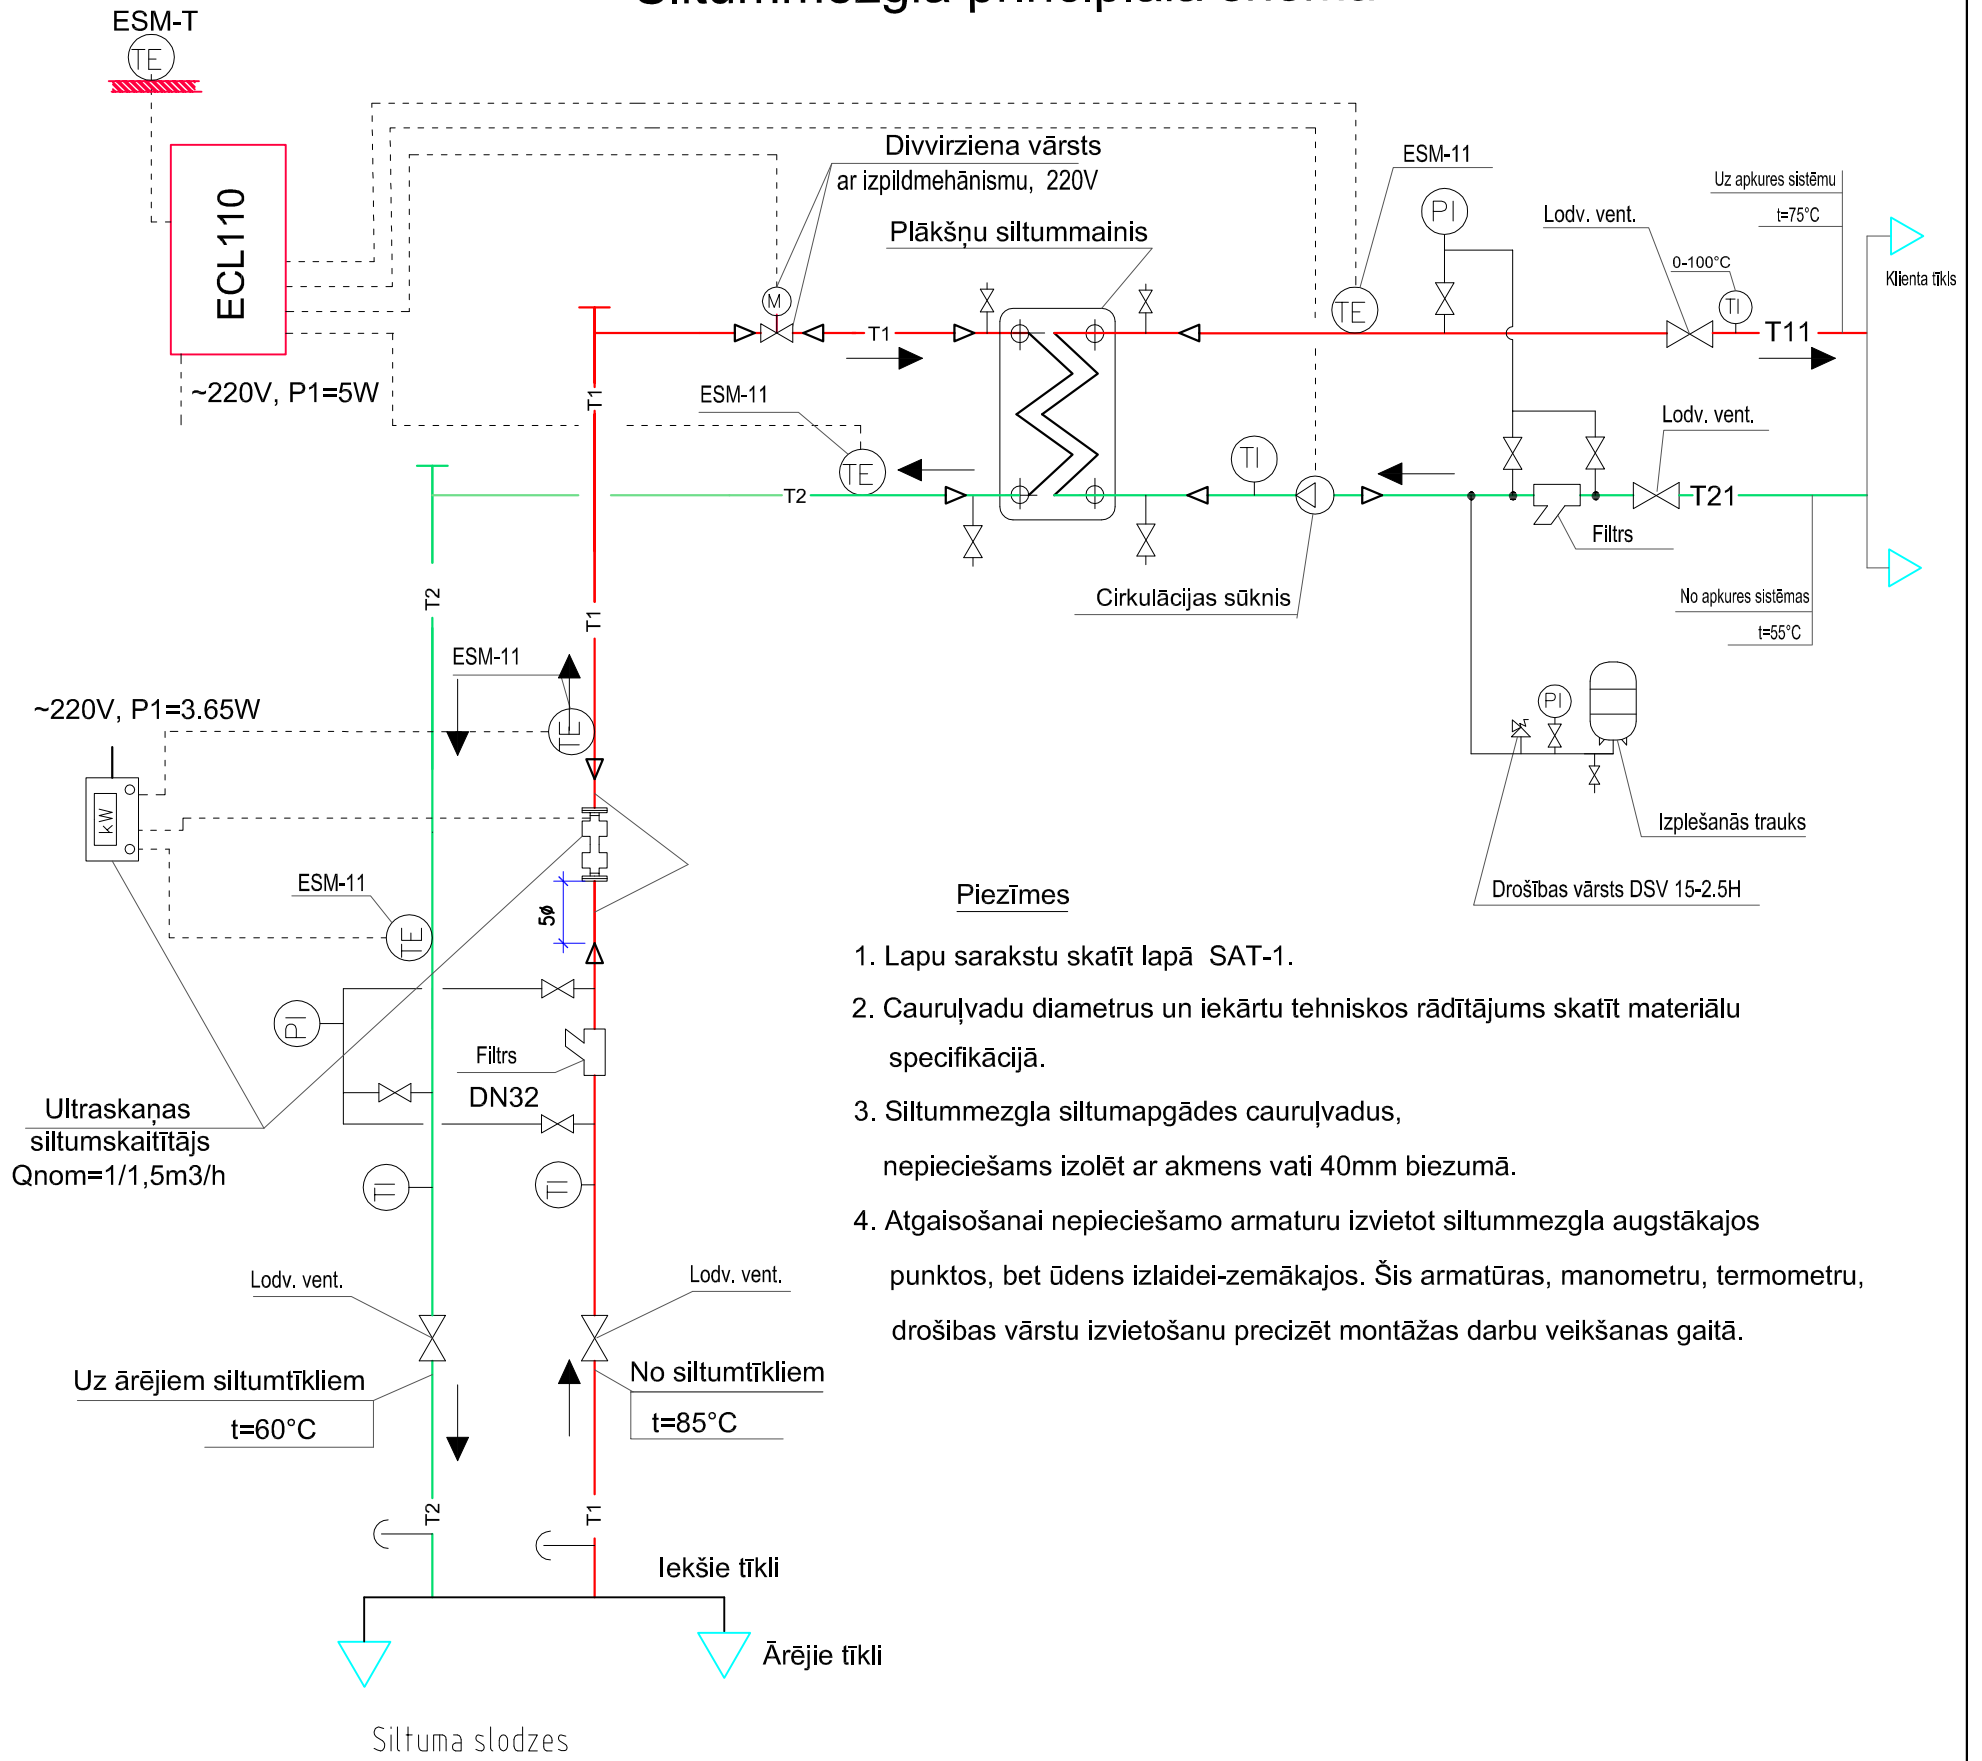 Siltummezgla principiālā shēma
ESM-T
TE
ECL110
~220V, P1=5W
Divvirziena vārsts
ar izpildmehānismu, 220V
Plākšņu siltummainis
M
T1
ESM-11
TE
PI
Lodv. vent.
0-100°C
TI
Uz apkures sistēmu
t=75°C
T11
Klienta tīkls
T1
ESM-11
TE
T2
TI
Lodv. vent.
T21
Filtrs
Cirkulācijas sūknis
No apkures sistēmas
t=55°C
T2
T1
ESM-11
TE
~220V, P1=3.65W
kW
PI
Izplešanās trauks
Drošības vārsts DSV 15-2.5H
ESM-11
TE
5ø
PI
Filtrs
DN32
Ultraskaņas
siltumskaitītājs
Qnom=1/1,5m3/h
TI
TI
Lodv. vent.
Lodv. vent.
Uz ārējiem siltumtīkliem
t=60°C
No siltumtīkliem
t=85°C
T2
T1
Iekšie tīkli
Ārējie tīkli
Piezīmes
1. Lapu sarakstu skatīt lapā SAT-1.
2. Cauruļvadu diametrus un iekārtu tehniskos rādītājums skatīt materiālu
specifikācijā.
3. Siltummezgla siltumapgādes cauruļvadus,
nepieciešams izolēt ar akmens vati 40mm biezumā.
4. Atgaisošanai nepieciešamo armaturu izvietot siltummezgla augstākajos
punktos, bet ūdens izlaidei-zemākajos. Šis armatūras, manometru, termometru,
drošibas vārstu izvietošanu precizēt montāžas darbu veikšanas gaitā.
Siltuma slodzes